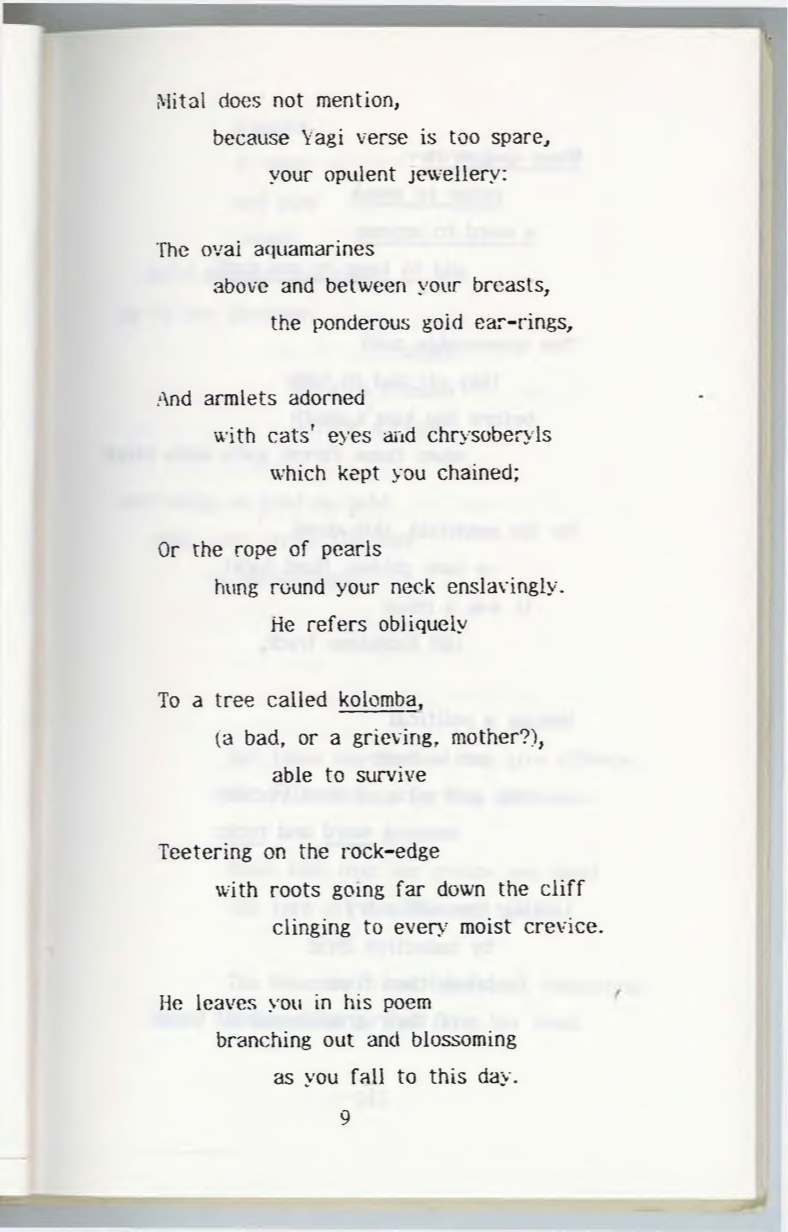 Mital does not mention,
because Yagi verse is too spare,
your opulent jewellery:
The oval aquamarines
above and between your breasts,
the ponderous gold ear-rings,
And armlets adorned
with cats' eyes and chrysoberyls
which kept you chained;
Or the rope of pearls
hung round your neck enslavingly.
He refers obliquely
To a tree called kolomba,
(a bad, or a grieving, mother?),
able to survive
Teetering on the rock-edge
with roots going far down the cliff
clinging to every moist crevice.
He leaves you in his poem
branching out and blossoming
as you fall to this day.
9